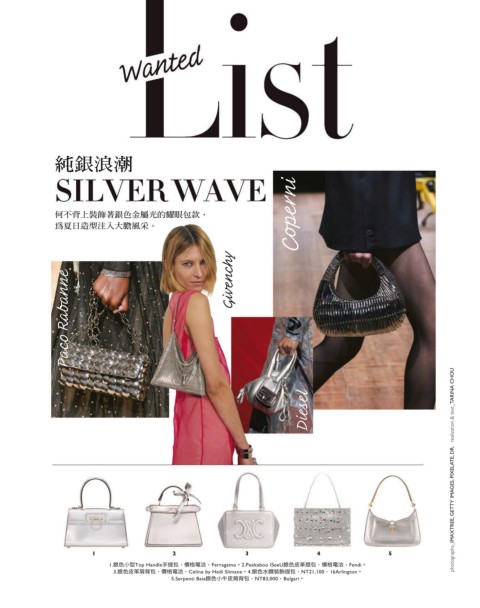 Wanted
List
純銀浪潮
SILVER WAVE
何不背上裝飾著銀色金屬光的耀眼包款，
為夏日造型注入大膽風采。
Coperni
Givenchy
Paco Rabanne
Diesel
1
2
3
4
5
1.銀色小型Top Handle手提包，價格電洽，Ferragamo。2.Peekaboo ISeeU銀色皮革提包，價格電洽，Fendi。
3.銀色皮革肩背包，價格電洽，Celine by Hedi Slimane。4.銀色水鑽裝飾提包，NT21,100，16Arlington。
5.Serpenti Baia銀色小牛皮肩背包，NT83,000，Bulgari。
photographs_IMAXTREE, GETTY IMAGES, PIXELATE, DR. realization & text_TARINA CHOU